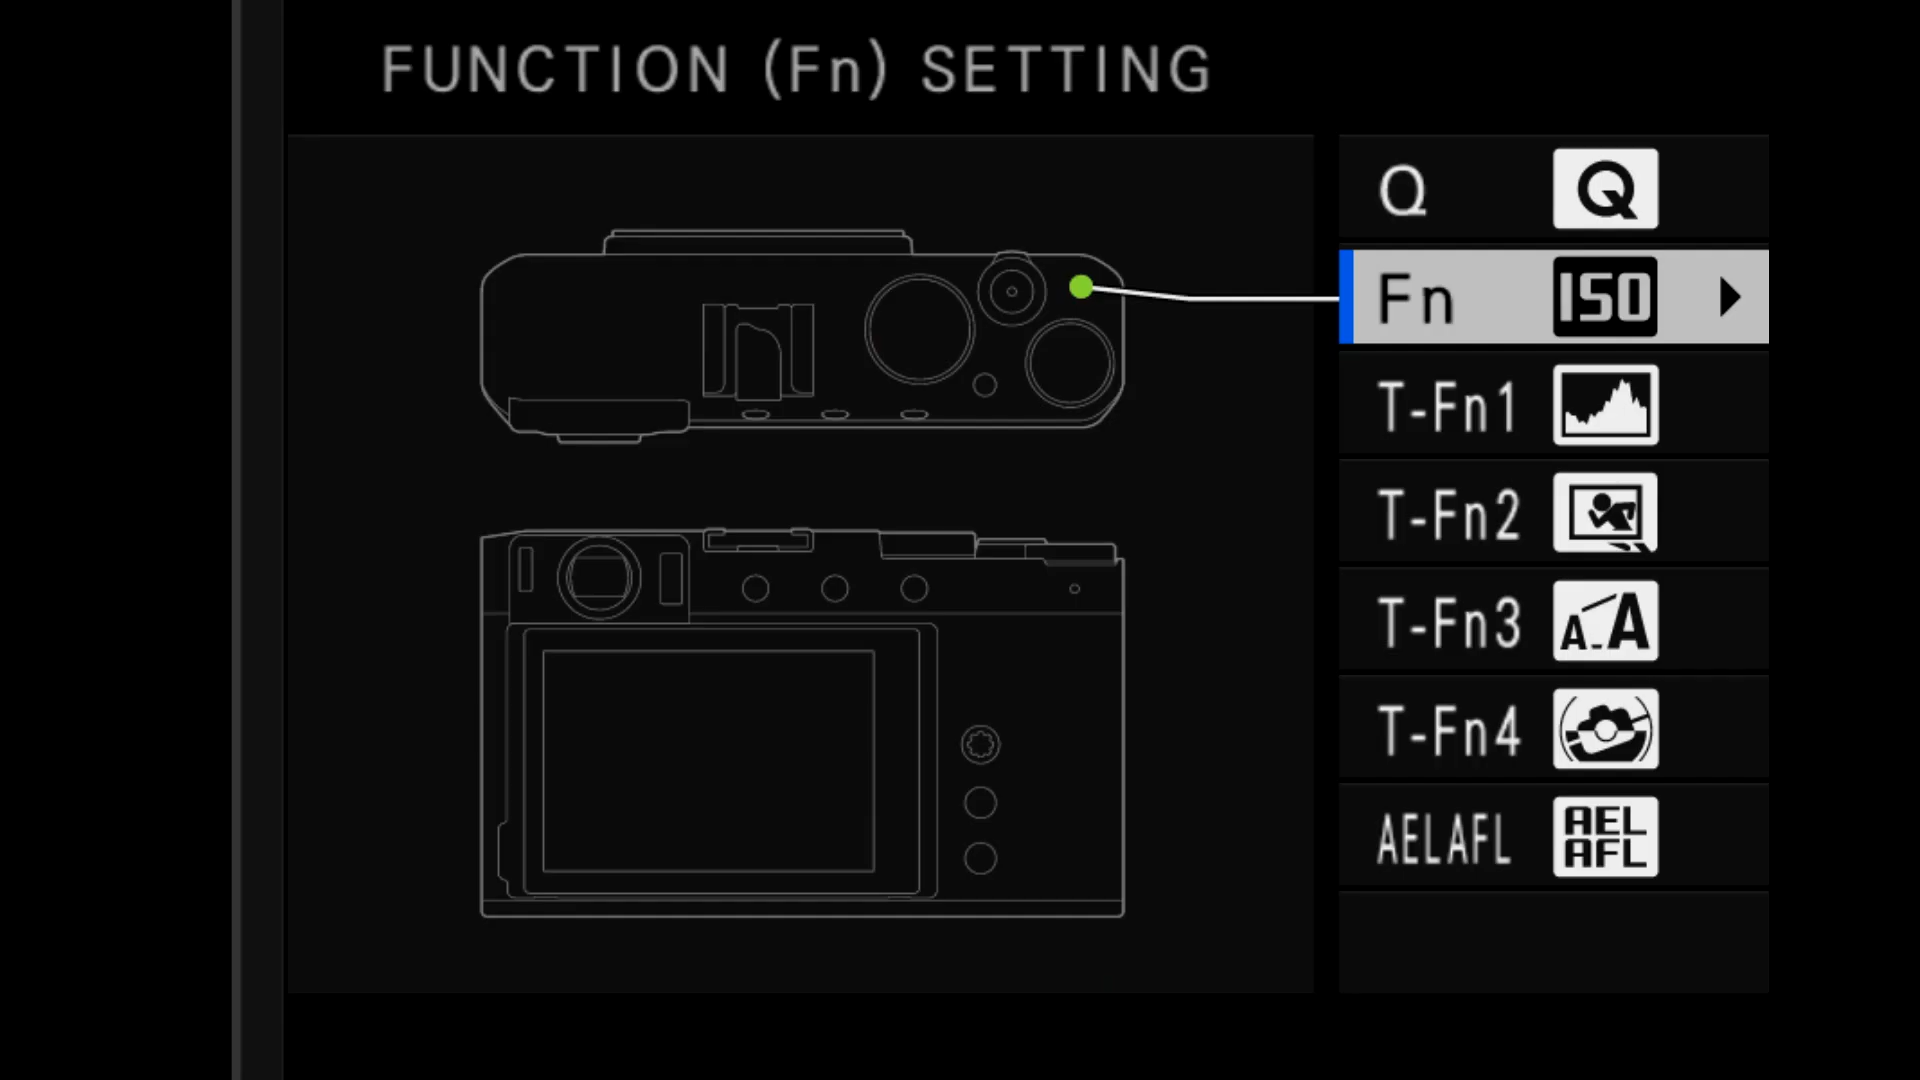 FUNCTION (Fn) SETTING
Q Q
Fn ISO
T-Fn1
T-Fn2
T-Fn3 A A
T-Fn4
AELAFL AEL
AFL